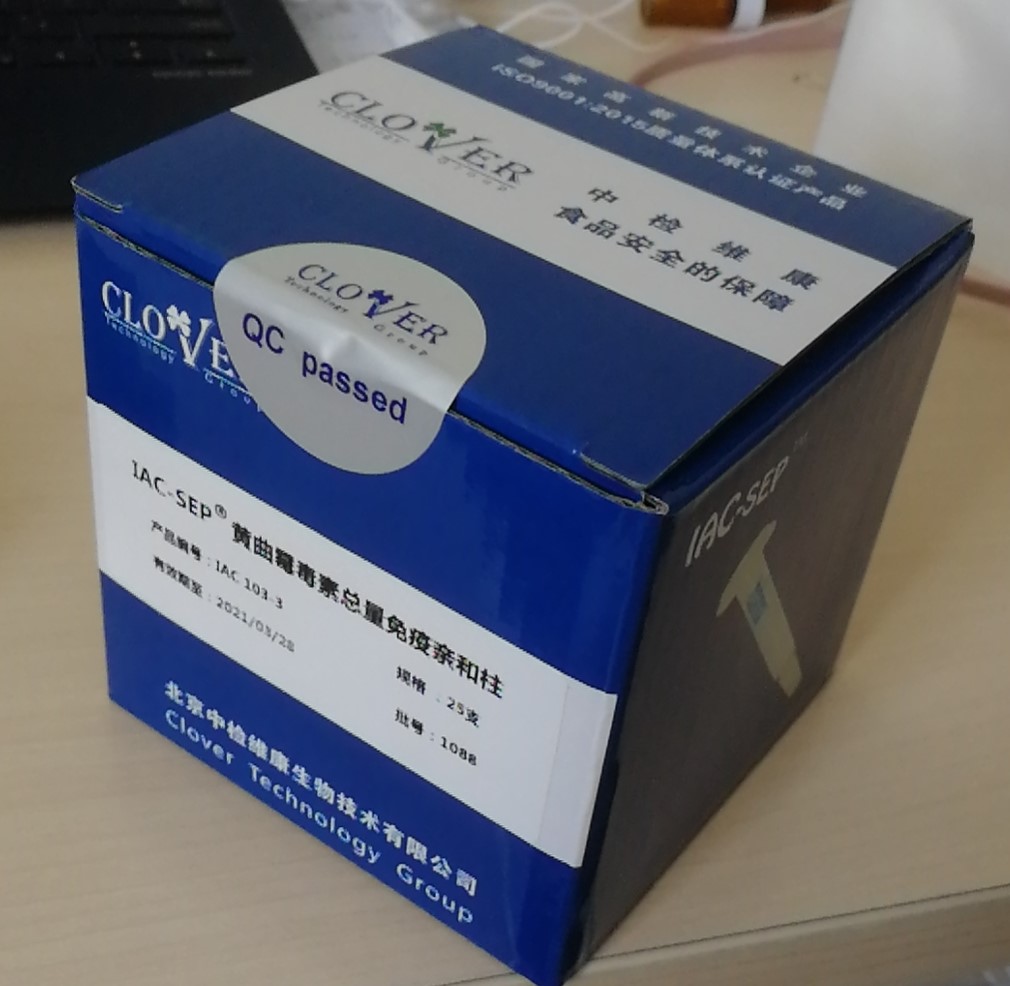 国家高新技术企业
ISO9001:2015质量体系认证产品
CLOVER
Technology Group
中检维康
食品安全的保障
CLOVER
Technology Group
QC passed
CLOVE
Technology Group
IAC-SEP® 黄曲霉毒素总量免疫亲和柱
产品编号：IAC 103-3
规格：25支
有效期至：2021/03/28
批号：1088
北京中检维康生物技术有限公司
Clover Technology Group
IAC-SEP™